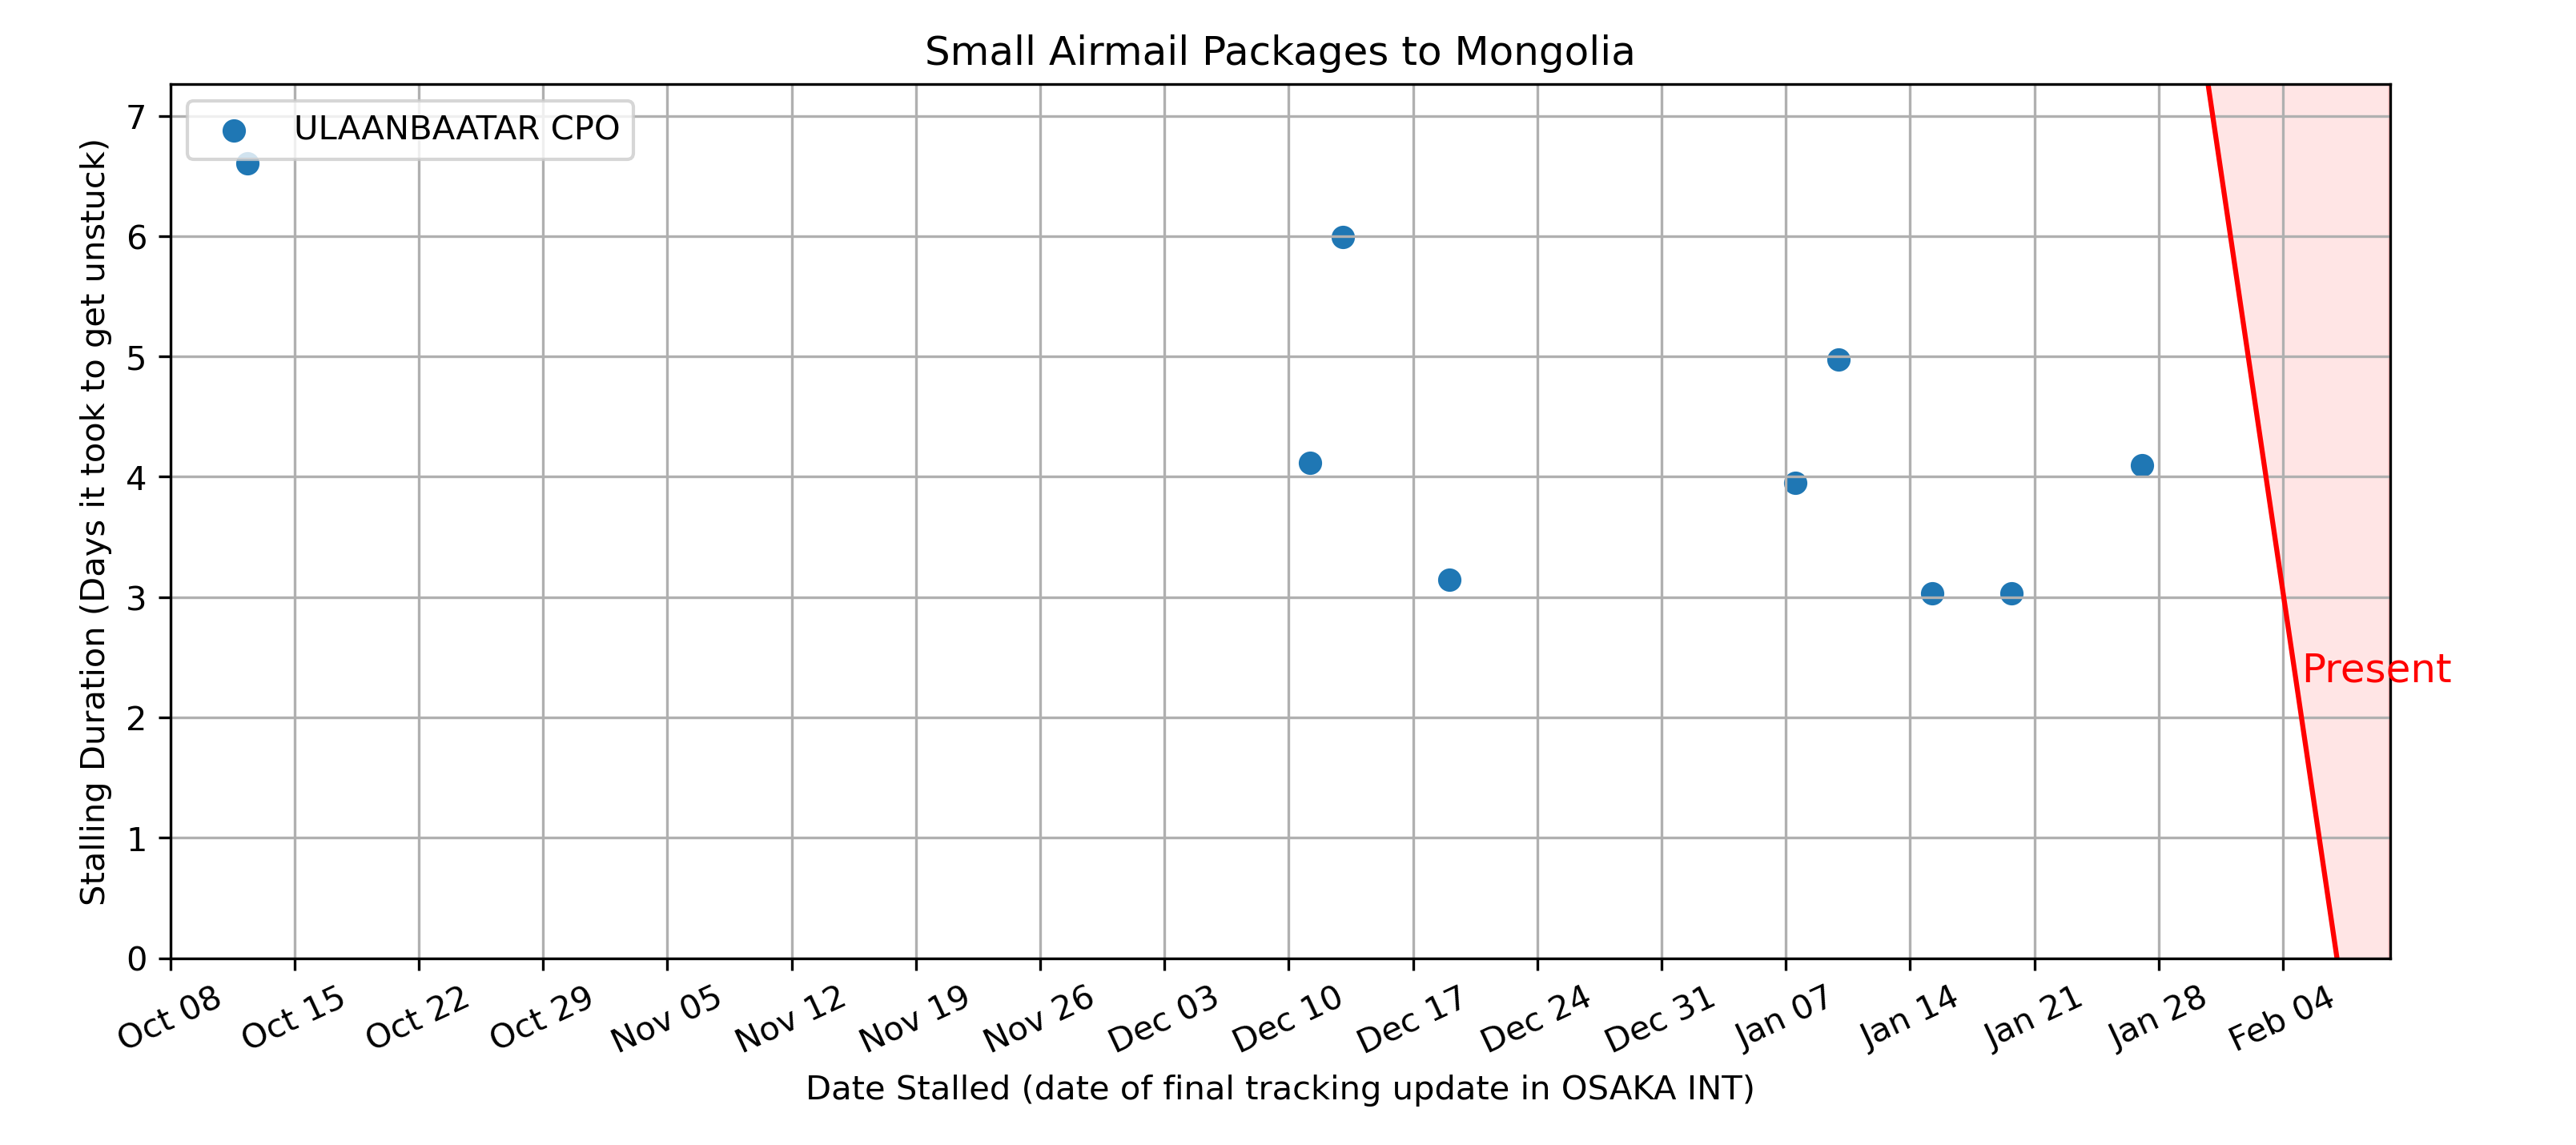 Small Airmail Packages to Mongolia
ULAANBAATAR CPO
Stalling Duration (Days it took to get unstuck)
7
6
5
4
3
2
1
0
Present
Oct 08 Oct 15 Oct 22 Oct 29 Nov 05 Nov 12 Nov 19 Nov 26 Dec 03 Dec 10 Dec 17 Dec 24 Dec 31 Jan 07 Jan 14 Jan 21 Jan 28 Feb 04
Date Stalled (date of final tracking update in OSAKA INT)